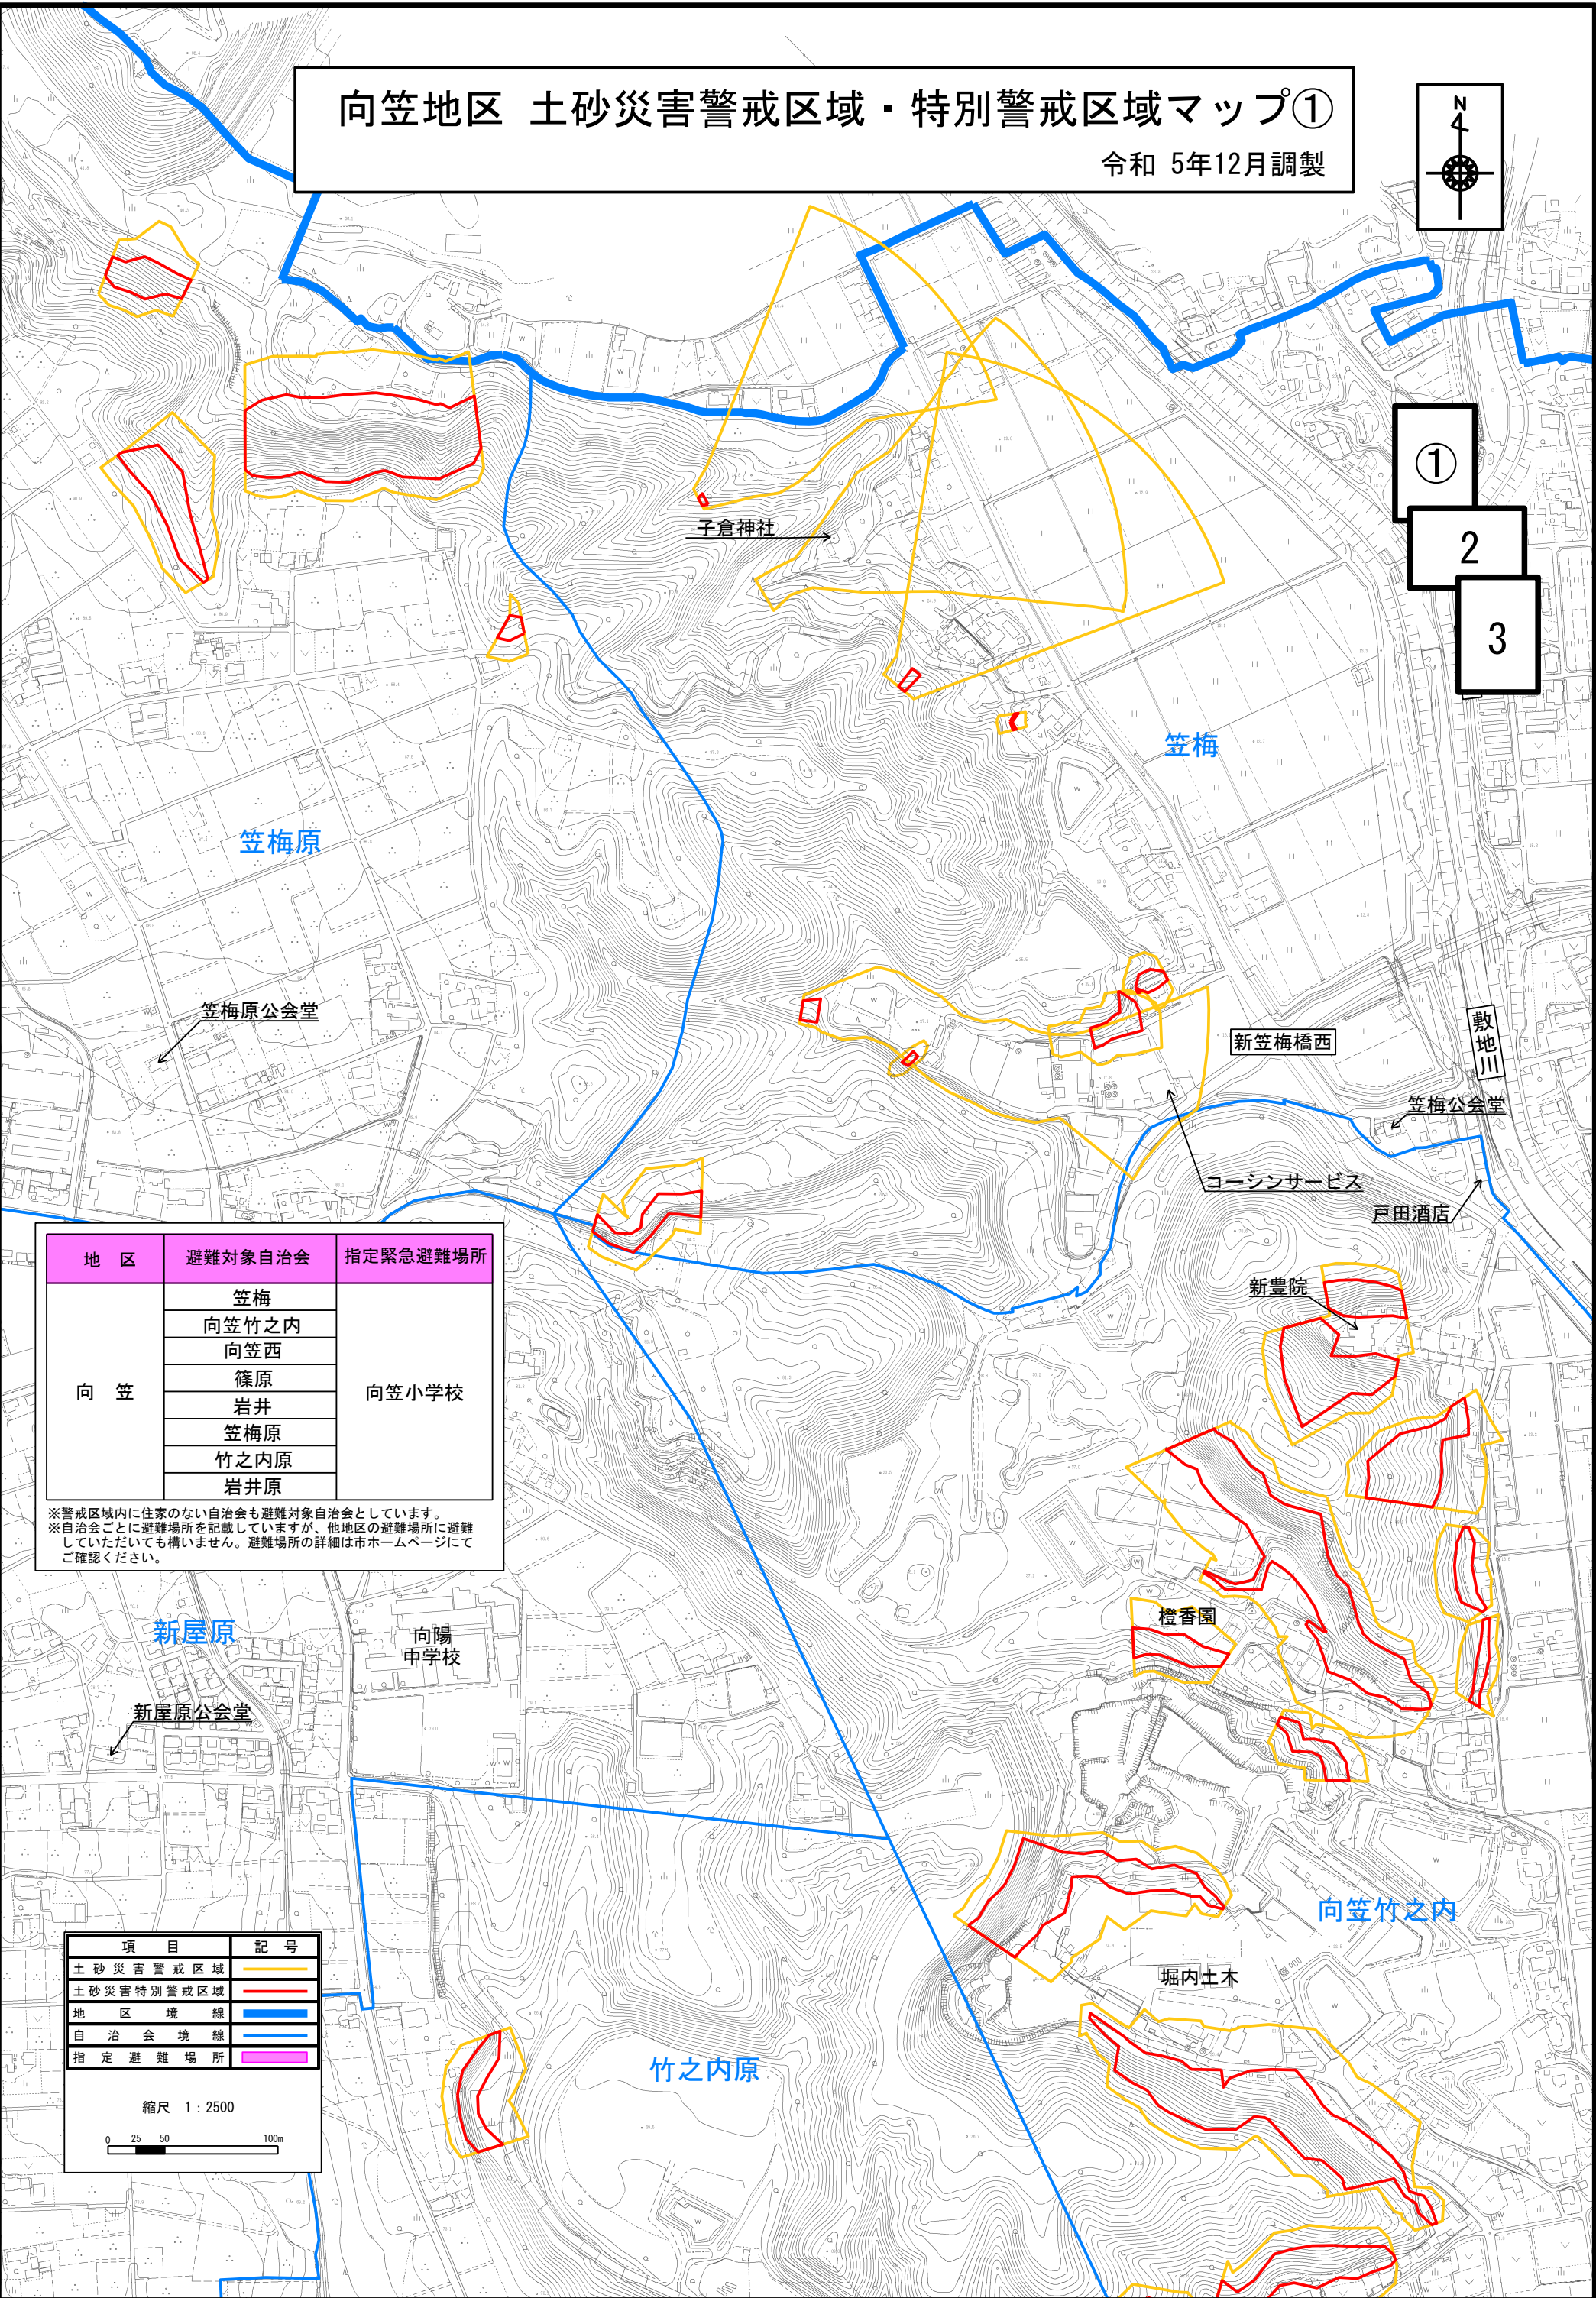 向笠地区 土砂災害警戒区域・特別警戒区域マップ①
令和 5年12月調製
N
①
2
3
子倉神社
笠梅
笠梅原
笠梅原公会堂
新笠梅橋西
敷地川
笠梅公会堂
コーシンサービス
戸田酒店
新豊院
地 区 避難対象自治会 指定緊急避難場所
向 笠
笠梅
向笠竹之内
向笠西
篠原
岩井
笠梅原
竹之内原
岩井原
向笠小学校
※警戒区域内に住家のない自治会も避難対象自治会としています。
※自治会ごとに避難場所を記載していますが、他地区の避難場所に避難
していただいても構いません。避難場所の詳細は市ホームページにて
ご確認ください。
新屋原
向陽
中学校
橙香園
新屋原公会堂
向笠竹之内
堀内土木
竹之内原
項 目 記 号
土砂災害警戒区域
土砂災害特別警戒区域
地区境線
自治会境線
指定避難場所
縮尺 1:2500
0 25 50 100m